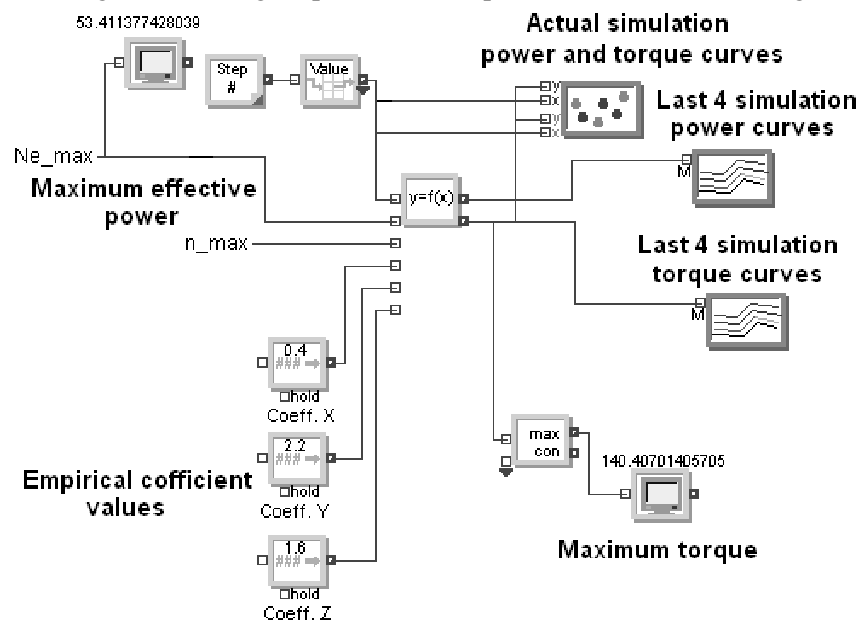 53.411377428039
Actual simulation
power and torque curves
Step
#
Value
y
x
y
x
Last 4 simulation
power curves
Ne_max
Maximum effective
power
M
y=f(x)
n_max
Last 4 simulation
torque curves
M
0.4
###
hold
Coeff. X
max
con
2.2
###
hold
Coeff. Y
140.40701405705
Empirical cofficient
values
Maximum torque
1.6
###
hold
Coeff. Z